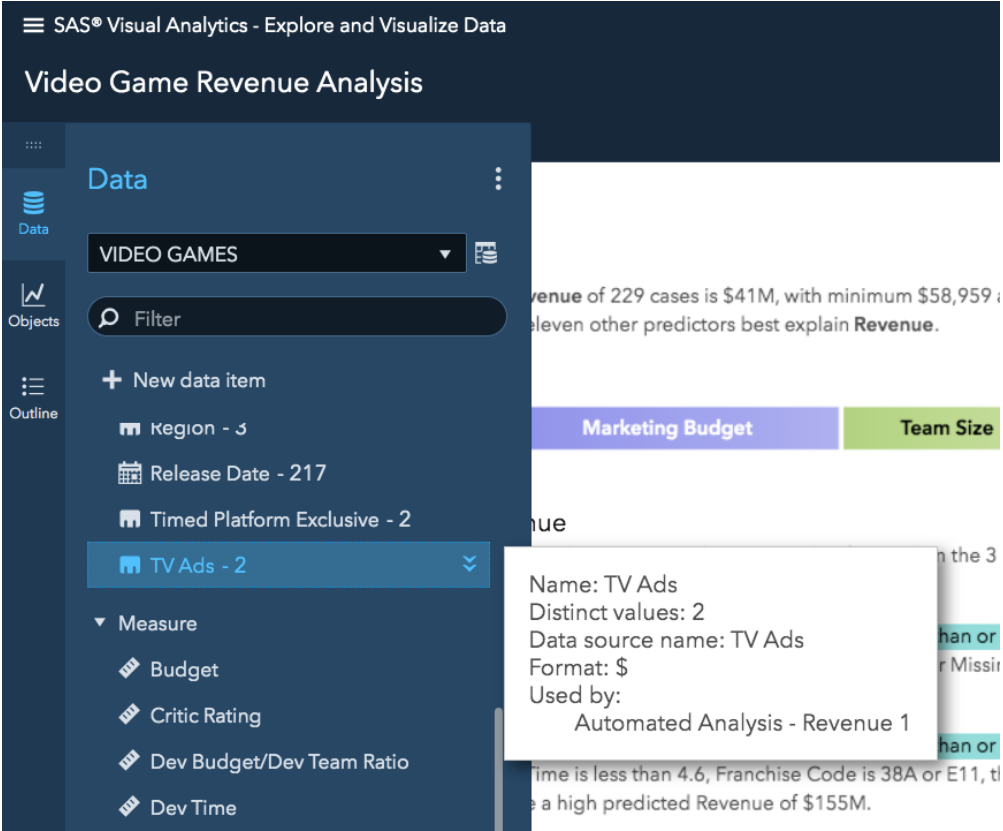 SAS® Visual Analytics - Explore and Visualize Data
Video Game Revenue Analysis
Data
Data
VIDEO GAMES
Filter
Objects
Outline
New data item
Region - 3
Release Date - 217
Timed Platform Exclusive - 2
TV Ads - 2
Measure
Budget
Critic Rating
Dev Budget/Dev Team Ratio
Dev Time
venue of 229 cases is $41M, with minimum $58,959 a
eleven other predictors best explain Revenue.
Marketing Budget
Team Size
nue
n the 3
Name: TV Ads
Distinct values: 2
Data source name: TV Ads
Format: $
Used by:
Automated Analysis - Revenue 1
han or
r Missin
han or
Time is less than 4.6, Franchise Code is 38A or E11, th
e a high predicted Revenue of $155M.